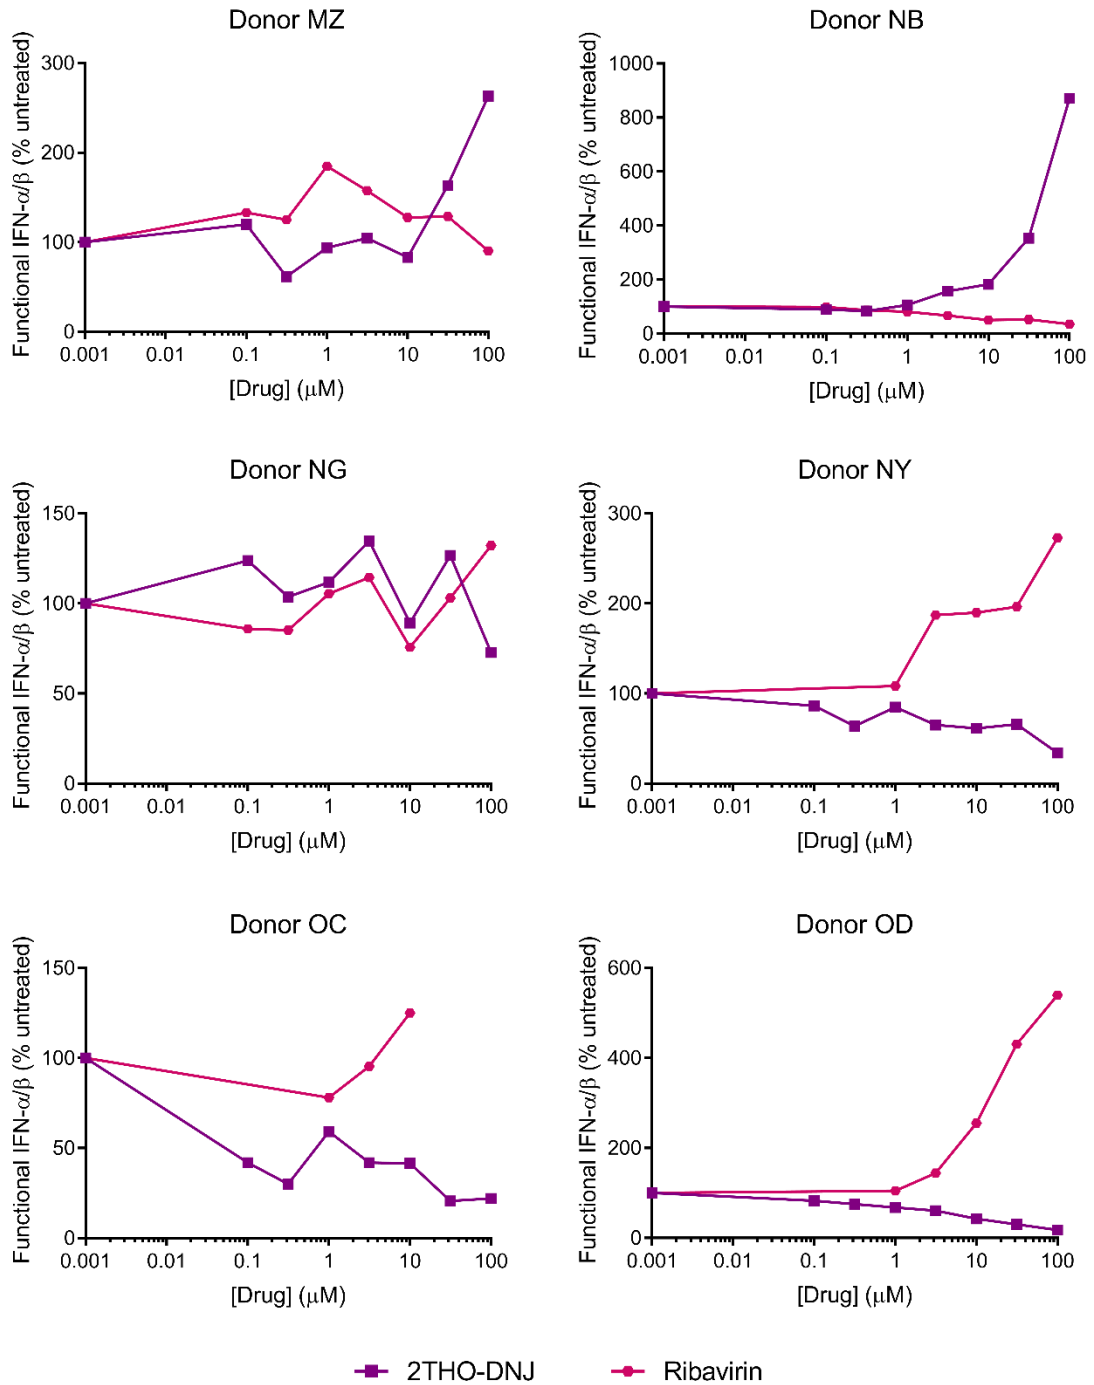 Donor MZ
Functional IFN-α/β (% untreated)
300
200
100
0
0.001 0.1 1 10 100
[Drug] (μM)
Donor NB
Functional IFN-α/β (% untreated)
1000
800
600
400
200
0
0.001 0.01 0.1 1 10 100
[Drug] (μM)
Donor NG
Functional IFN-α/β (% untreated)
150
100
50
0
0.001 0.01 0.1 1 10 100
[Drug] (μM)
Donor NY
Functional IFN-α/β (% untreated)
300
200
100
0
0.001 0.01 0.1 1 10 100
[Drug] (μM)
Donor OC
Functional IFN-α/β (% untreated)
150
100
50
0
0.001 0.01 0.1 1 10 100
[Drug] (μM)
Donor OD
Functional IFN-α/β (% untreated)
600
400
200
0
0.001 0.01 0.1 1 10 100
[Drug] (μM)
2THO-DNJ Ribavirin